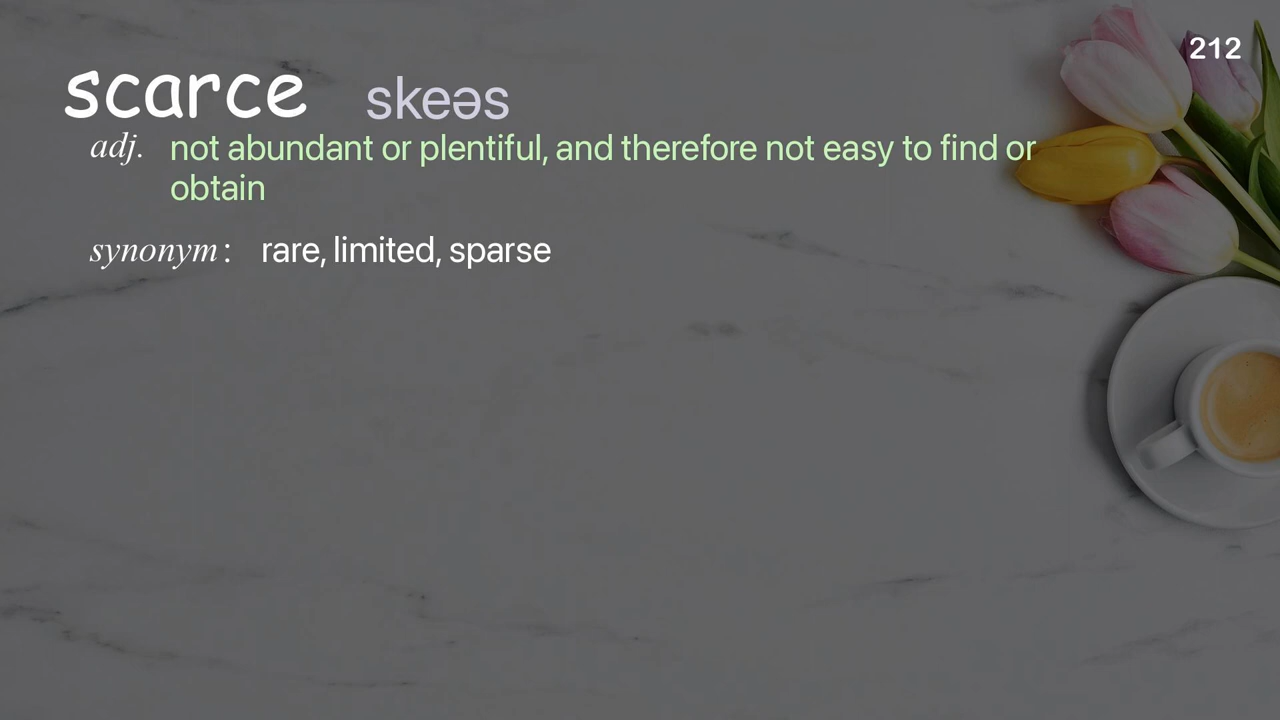 212
scarce skeəs
adj. not abundant or plentiful, and therefore not easy to find or
obtain
synonym: rare, limited, sparse